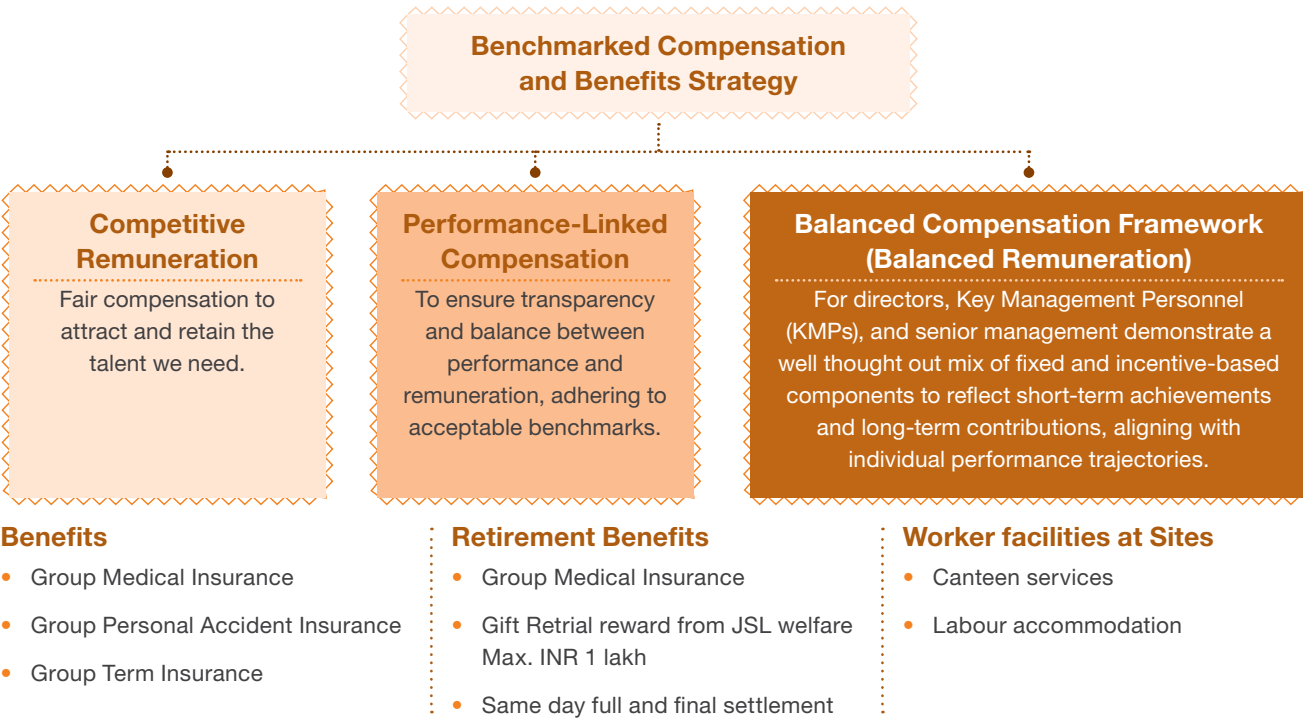 Benchmarked Compensation
and Benefits Strategy
Competitive
Remuneration
Fair compensation to
attract and retain the
talent we need.
Performance-Linked
Compensation
To ensure transparency
and balance between
performance and
remuneration, adhering to
acceptable benchmarks.
Balanced Compensation Framework
(Balanced Remuneration)
For directors, Key Management Personnel
(KMPs), and senior management demonstrate a
well thought out mix of fixed and incentive-based
components to reflect short-term achievements
and long-term contributions, aligning with
individual performance trajectories.
Benefits
• Group Medical Insurance
• Group Personal Accident Insurance
• Group Term Insurance
Retirement Benefits
• Group Medical Insurance
• Gift Retrial reward from JSL welfare
Max. INR 1 lakh
• Same day full and final settlement
Worker facilities at Sites
• Canteen services
• Labour accommodation